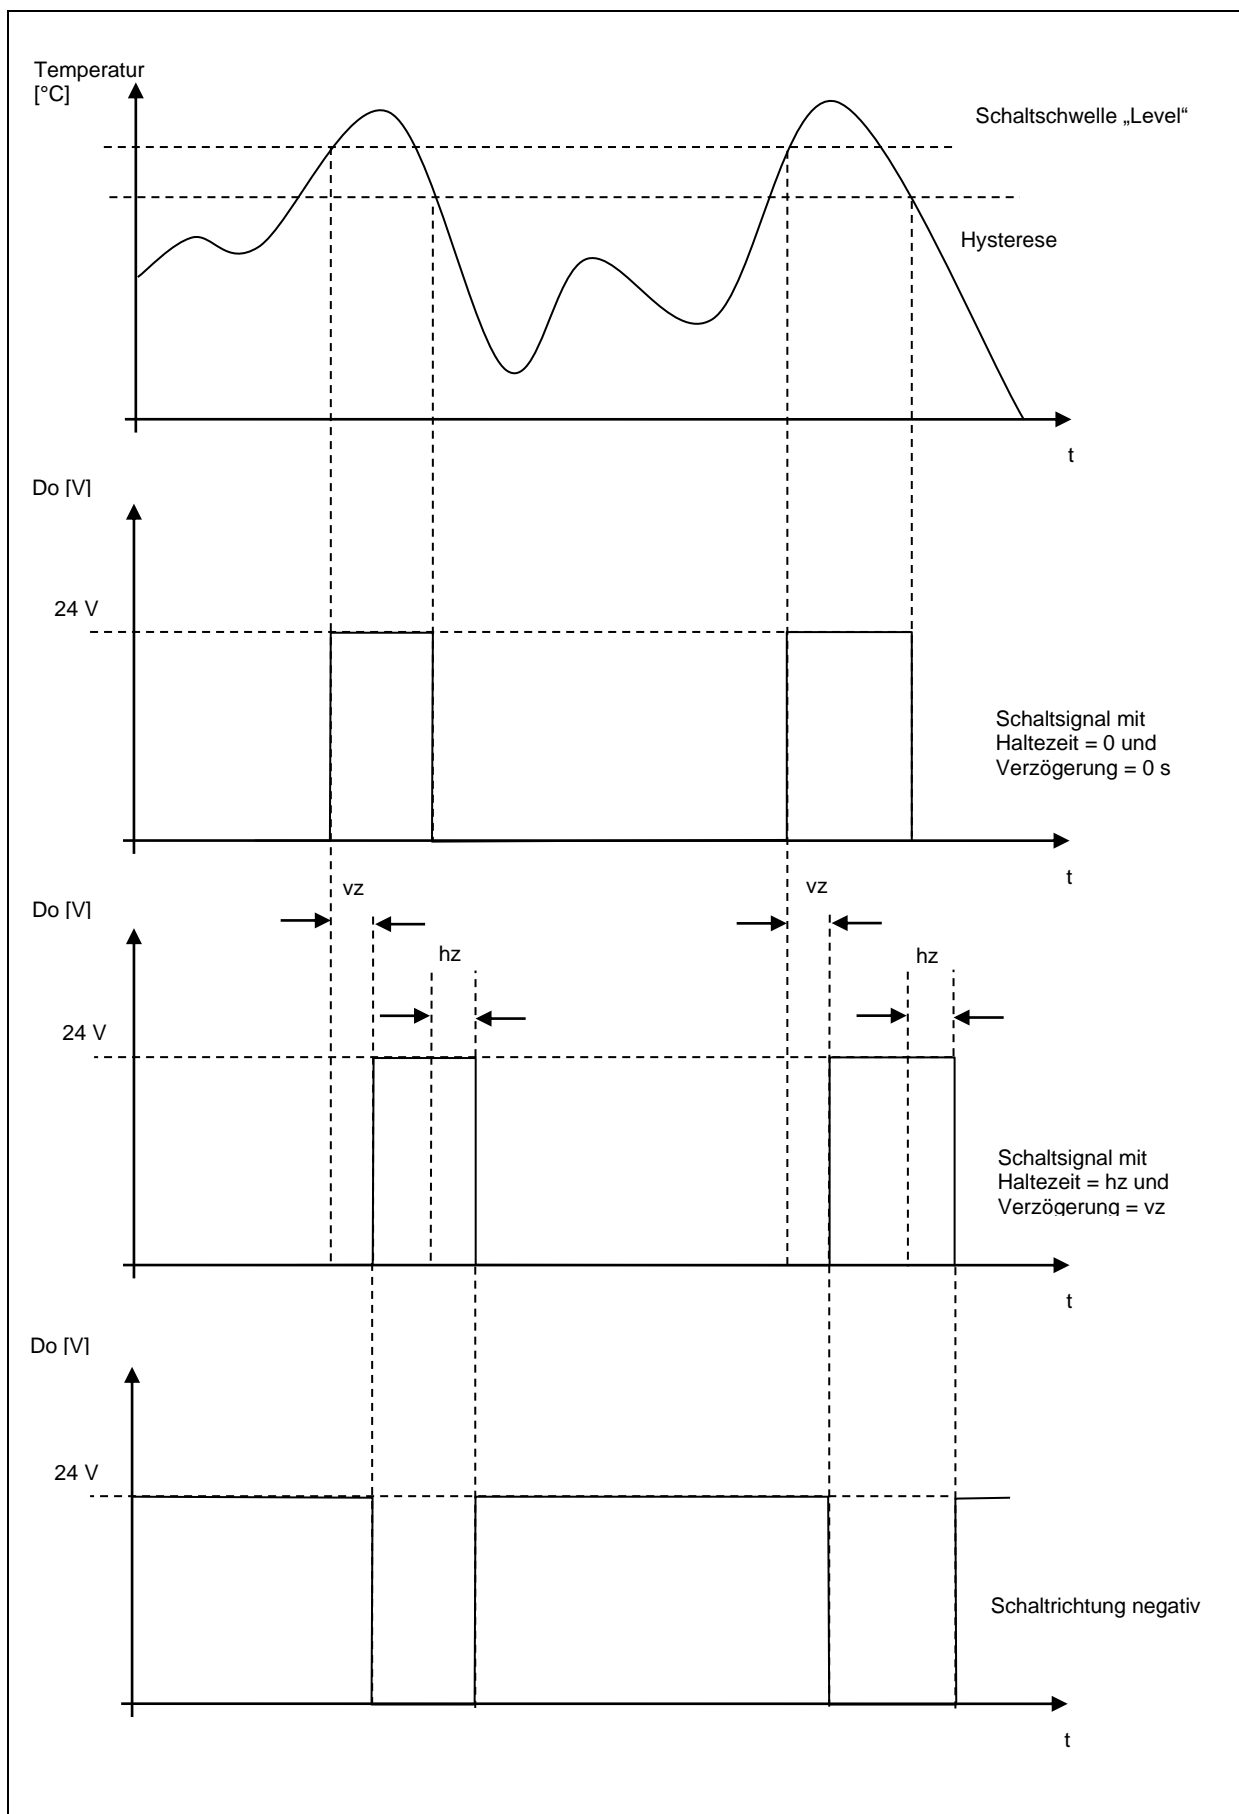 Temperatur
[°C]
Schaltschwelle „Level“
Hysterese
t
Do [V]
24 V
Schaltsignal mit
Haltezeit = 0 und
Verzögerung = 0 s
t
vz
vz
Do [V]
hz
hz
24 V
Schaltsignal mit
Haltezeit = hz und
Verzögerung = vz
t
Do [V]
24 V
Schaltrichtung negativ
t